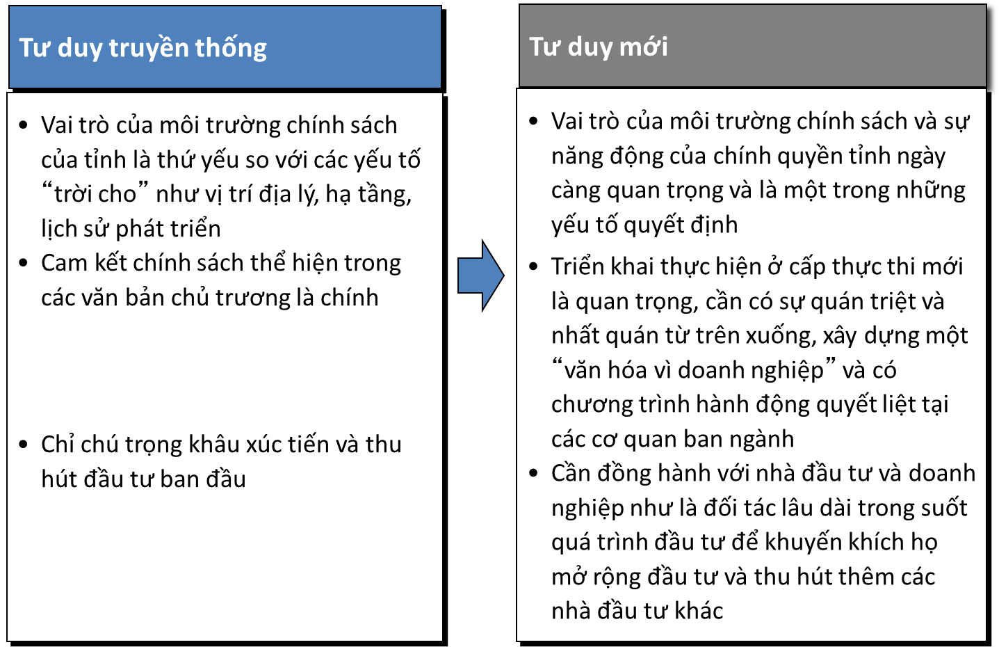 Tư duy truyền thống
• Vai trò của môi trường chính sách
của tỉnh là thứ yếu so với các yếu tố
“trời cho” như vị trí địa lý, hạ tầng,
lịch sử phát triển
• Cam kết chính sách thể hiện trong
các văn bản chủ trương là chính
• Chỉ chú trọng khâu xúc tiến và thu
hút đầu tư ban đầu
Tư duy mới
• Vai trò của môi trường chính sách và sự
năng động của chính quyền tỉnh ngày
càng quan trọng và là một trong những
yếu tố quyết định
• Triển khai thực hiện ở cấp thực thi mới
là quan trọng, cần có sự quán triệt và
nhất quán từ trên xuống, xây dựng một
“văn hóa vì doanh nghiệp” và có
chương trình hành động quyết liệt tại
các cơ quan ban ngành
• Cần đồng hành với nhà đầu tư và doanh
nghiệp như là đối tác lâu dài trong suốt
quá trình đầu tư để khuyến khích họ
mở rộng đầu tư và thu hút thêm các
nhà đầu tư khác